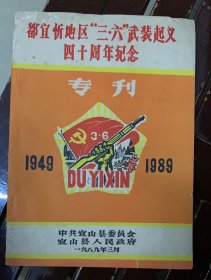 都宜忻地区“三·六”武装起义
四十周年纪念
专刊
3·6
1949
1989
DUYIXIN
中共宜山县委员会
宜山县人民政府
一九八九年三月